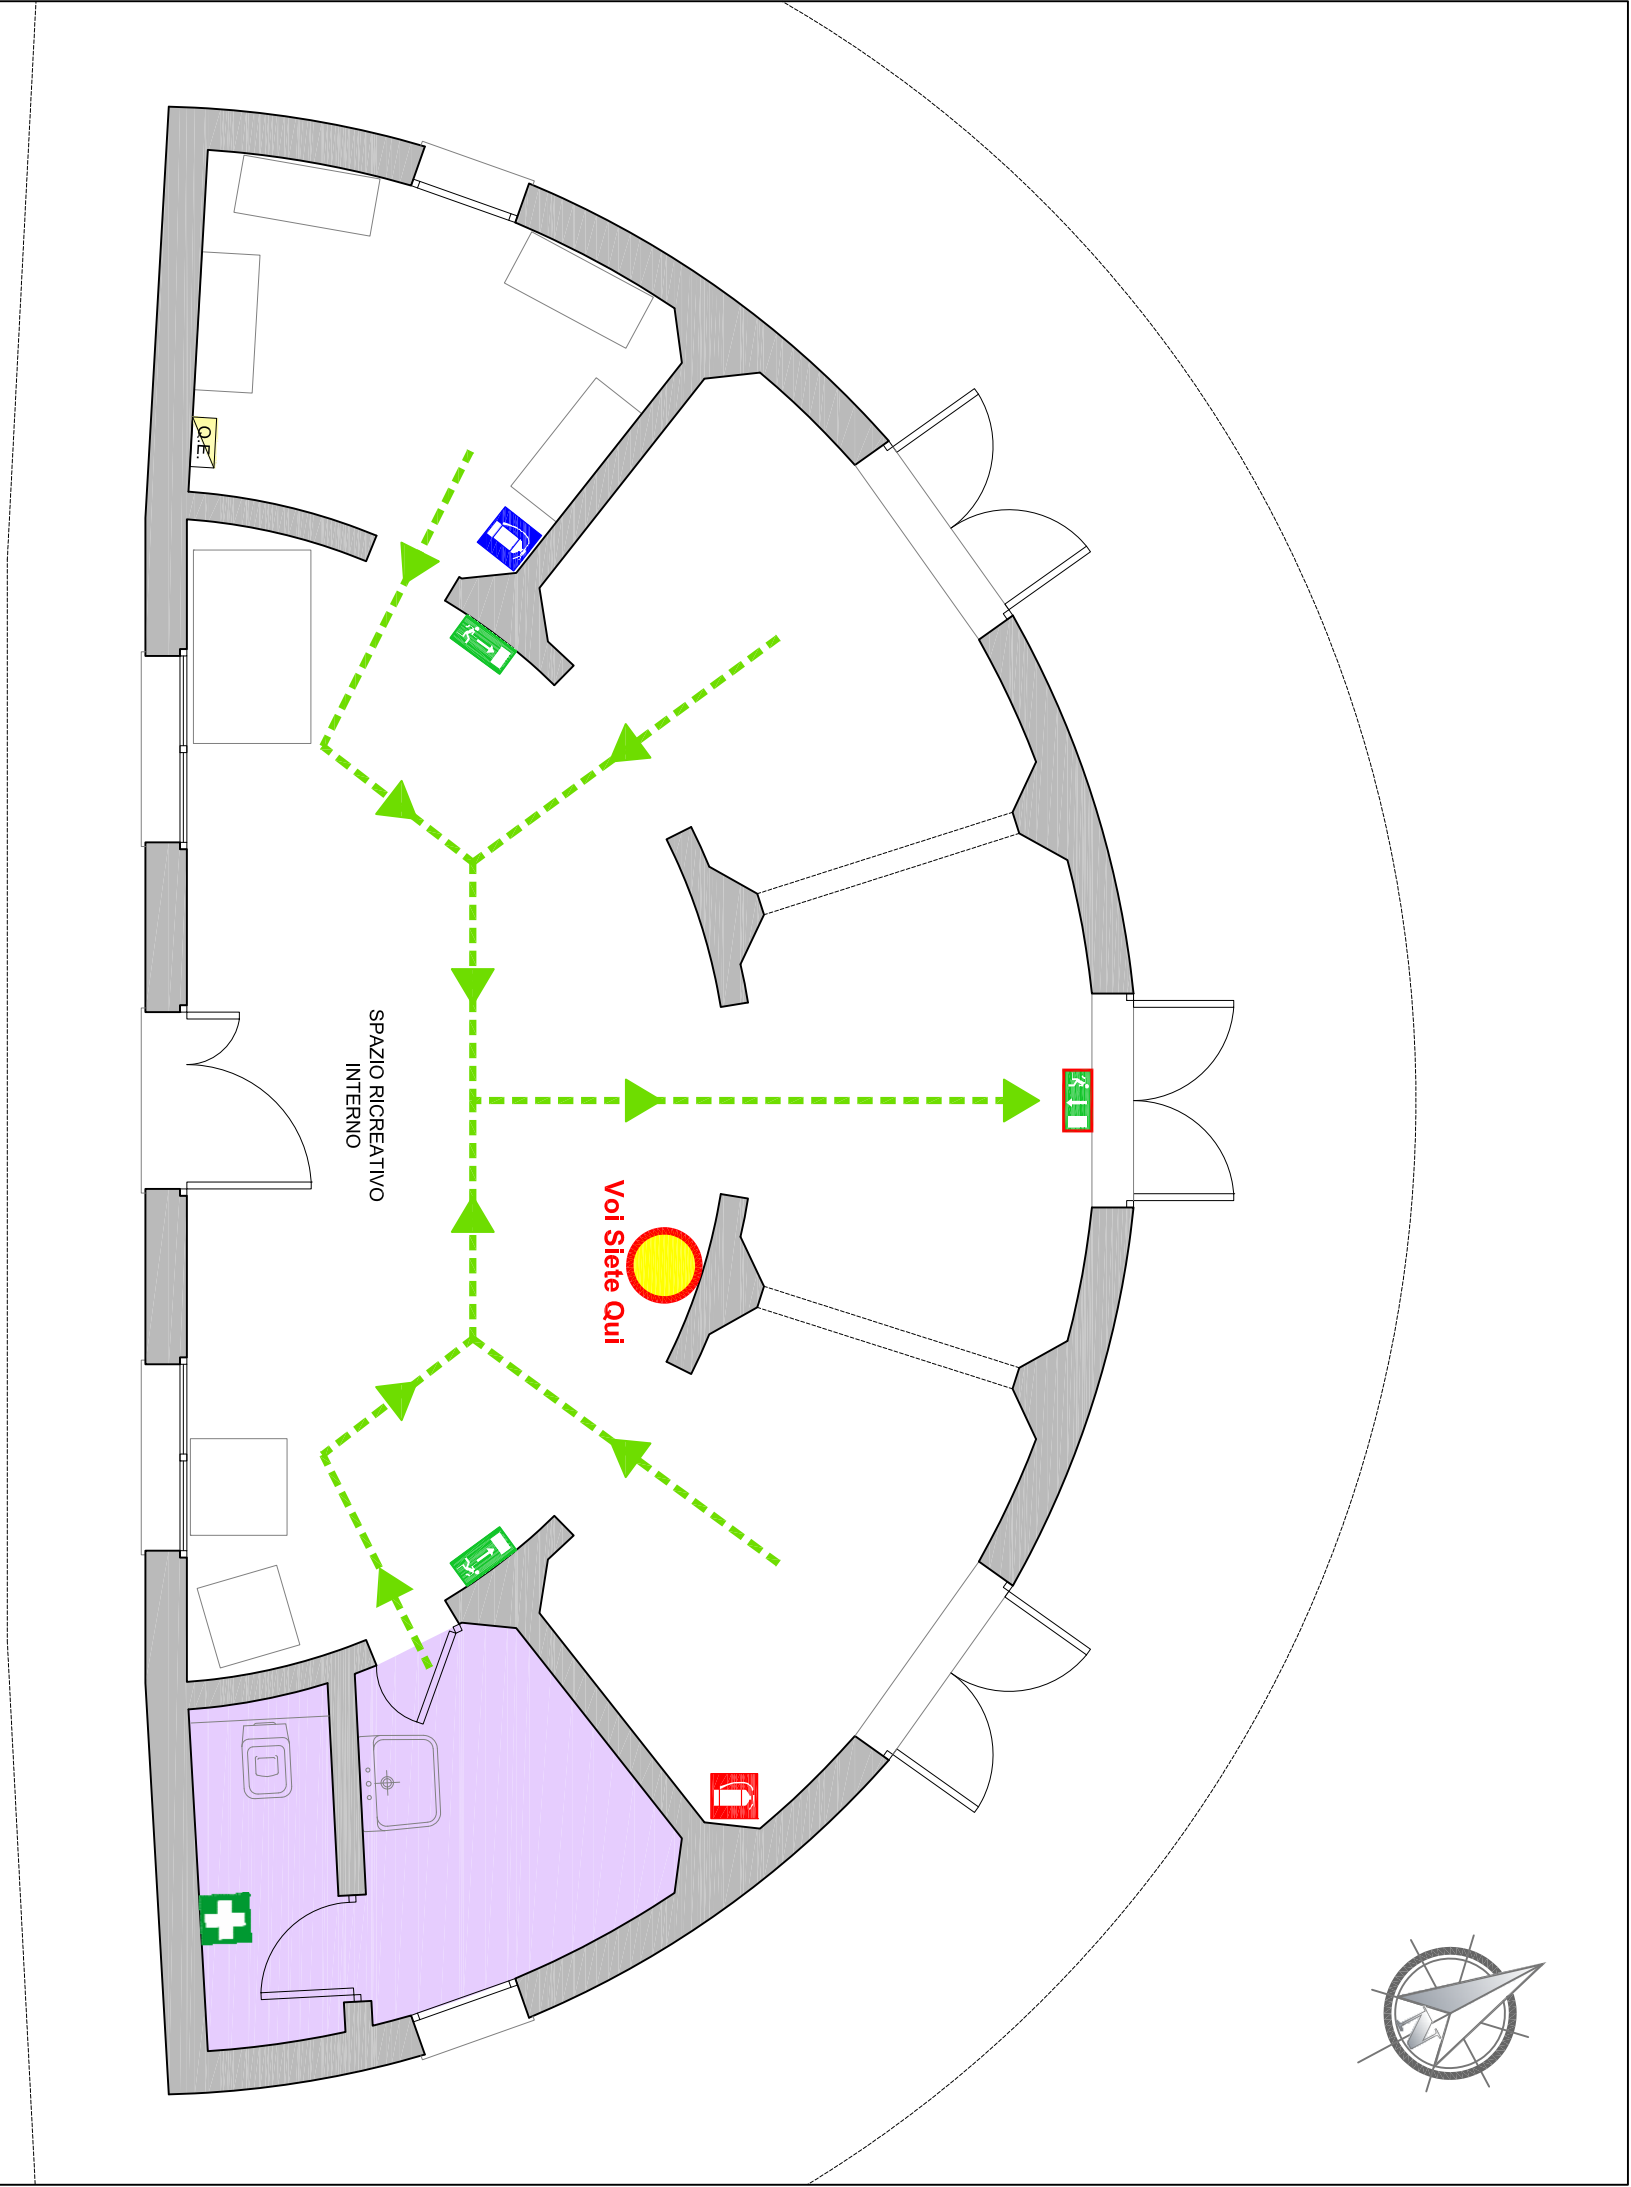 Q.E.
SPAZIO RICREATIVO
INTERNO
Voi Siete Qui
N